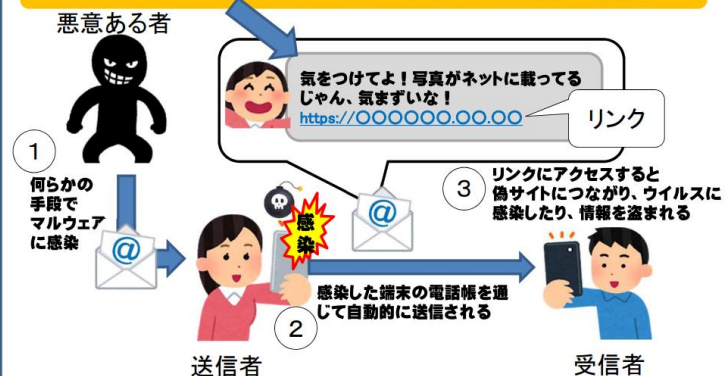 悪意ある者
気をつけてよ！写真がネットに載ってる
じゃん、気まずいな！
https://〇〇〇〇〇〇.〇〇.〇〇
リンク
1
何らかの
手段で
マルウェア
に感染
@
感
染
@
3
リンクにアクセスすると
偽サイトにつながり、ウイルスに
感染したり、情報を盗まれる
2
感染した端末の電話帳を通
じて自動的に送信される
送信者
受信者